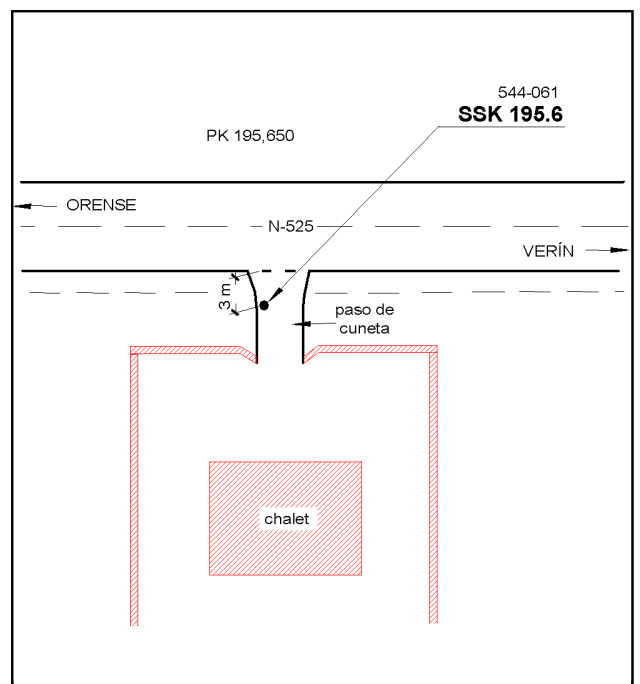 544-061
SSK 195.6
PK 195,650
ORENSE
N-525
VERÍN
3 m
paso de
cuneta
chalet